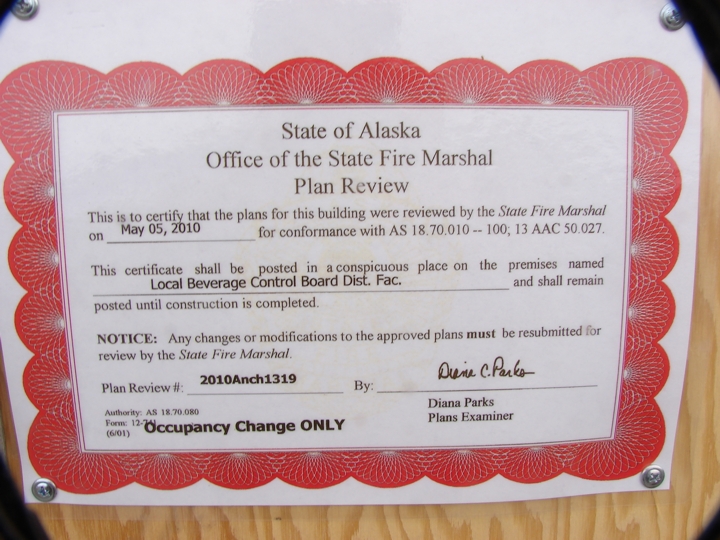 State of Alaska
Office of the State Fire Marshal
Plan Review
This is to certify that the plans for this building were reviewed by the State Fire Marshal
on May 05, 2010 for conformance with AS 18.70.010 -- 100; 13 AAC 50.027.
This certificate shall be posted in a conspicuous place on the premises named
Local Beverage Control Board Dist. Fac. and shall remain
posted until construction is completed.
NOTICE: Any changes or modifications to the approved plans must be resubmitted for
review by the State Fire Marshal.
Plan Review #: 2010Anch1319 By: Diana C. Parks
Diana Parks
Plans Examiner
Authority: AS 18.70.080
Form: 12-
(6/01) Occupancy Change ONLY